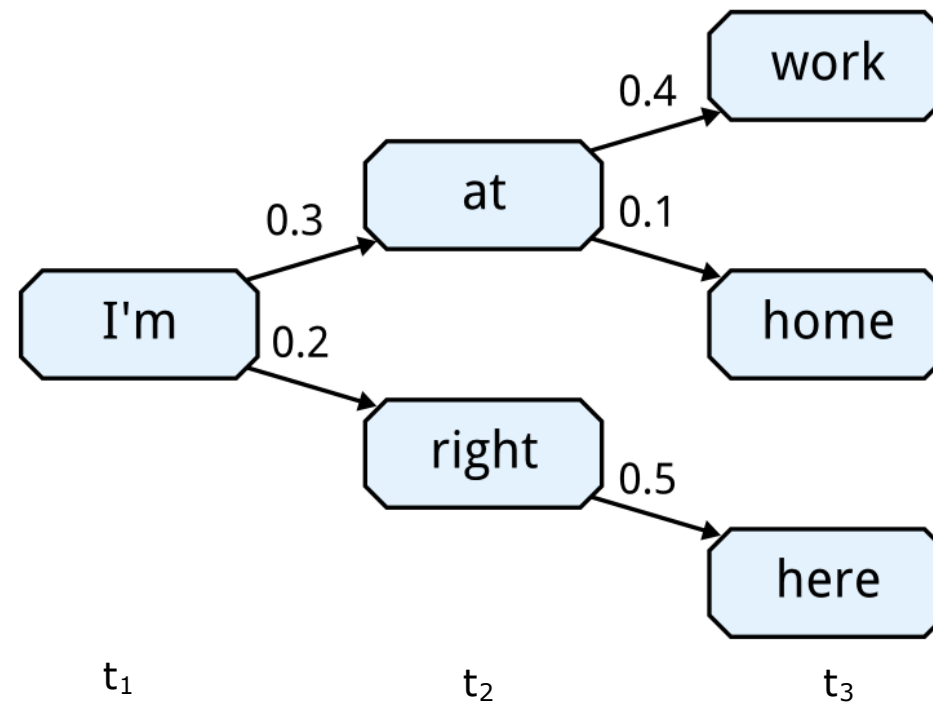 work
0.4
at
0.3
0.1
I'm
home
0.2
right
0.5
here
t₁
t₂
t₃